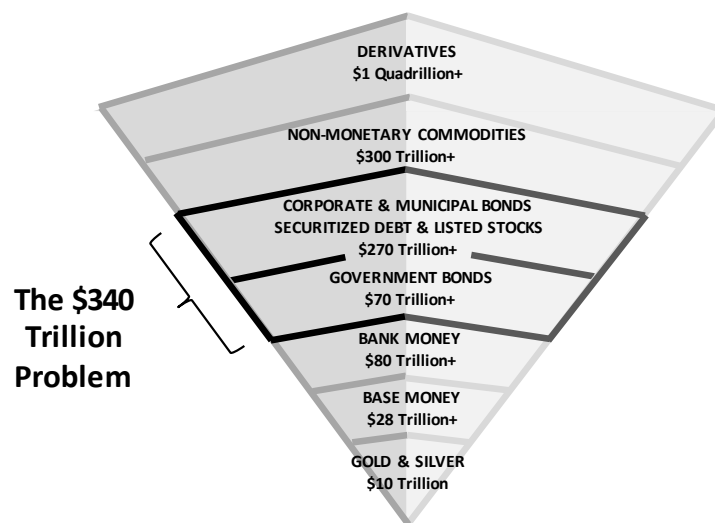 DERIVATIVES
$1 Quadrillion+
NON-MONETARY COMMODITIES
$300 Trillion+
CORPORATE & MUNICIPAL BONDS
SECURITIZED DEBT & LISTED STOCKS
$270 Trillion+
GOVERNMENT BONDS
$70 Trillion+
The $340
Trillion
Problem
BANK MONEY
$80 Trillion+
BASE MONEY
$28 Trillion+
GOLD & SILVER
$10 Trillion